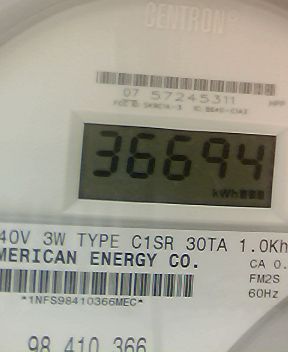 CENTRON®
07 57245311
36694
kWh
40V 3W TYPE C1SR 30TA 1.0Kh
MERICAN ENERGY CO.
CA 0.
FM2S
*1NFS98410366MEC*
60Hz
98 410 366